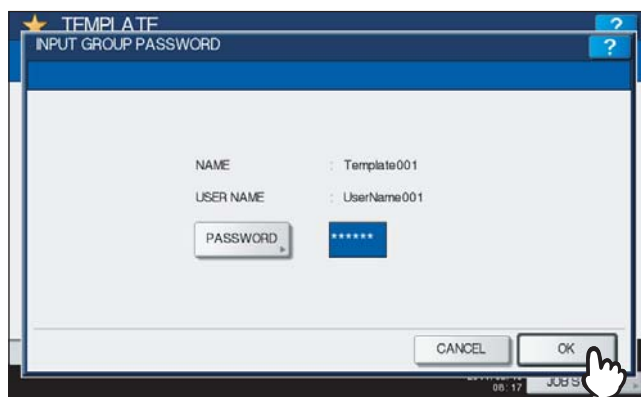 TEMPLATE ?
INPUT GROUP PASSWORD ?
NAME : Template001
USER NAME : UserName001
PASSWORD ******
CANCEL OK
JOB S
08:17